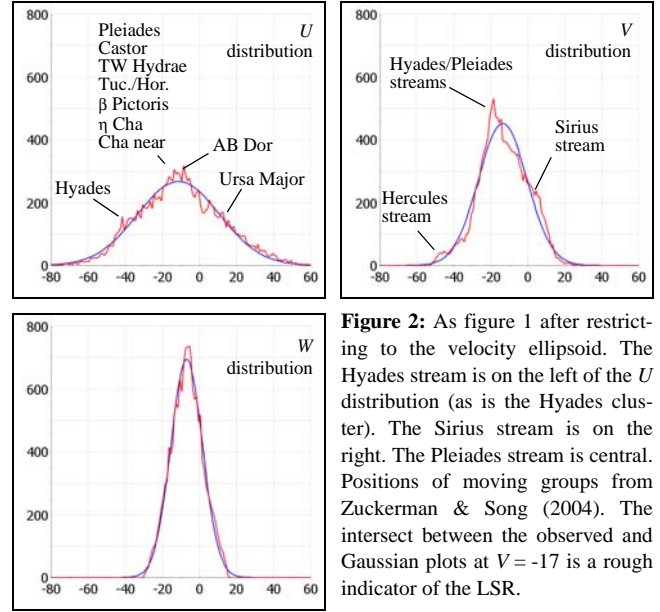 U
distribution
Pleiades
Castor
TW Hydrae
Tuc./Hor.
β Pictoris
η Cha
Cha near
AB Dor
Hyades
Ursa Major
800
600
400
200
0
-80 -60 -40 -20 0 20 40 60
V
distribution
Hyades/Pleiades
streams
Sirius
stream
Hercules
stream
800
600
400
200
0
-80 -60 -40 -20 0 20 40 60
W
distribution
800
600
400
200
0
-80 -60 -40 -20 0 20 40 60
Figure 2: As figure 1 after restrict-
ing to the velocity ellipsoid. The
Hyades stream is on the left of the U
distribution (as is the Hyades clus-
ter). The Sirius stream is on the
right. The Pleiades stream is central.
Positions of moving groups from
Zuckerman & Song (2004). The
intersect between the observed and
Gaussian plots at V = -17 is a rough
indicator of the LSR.